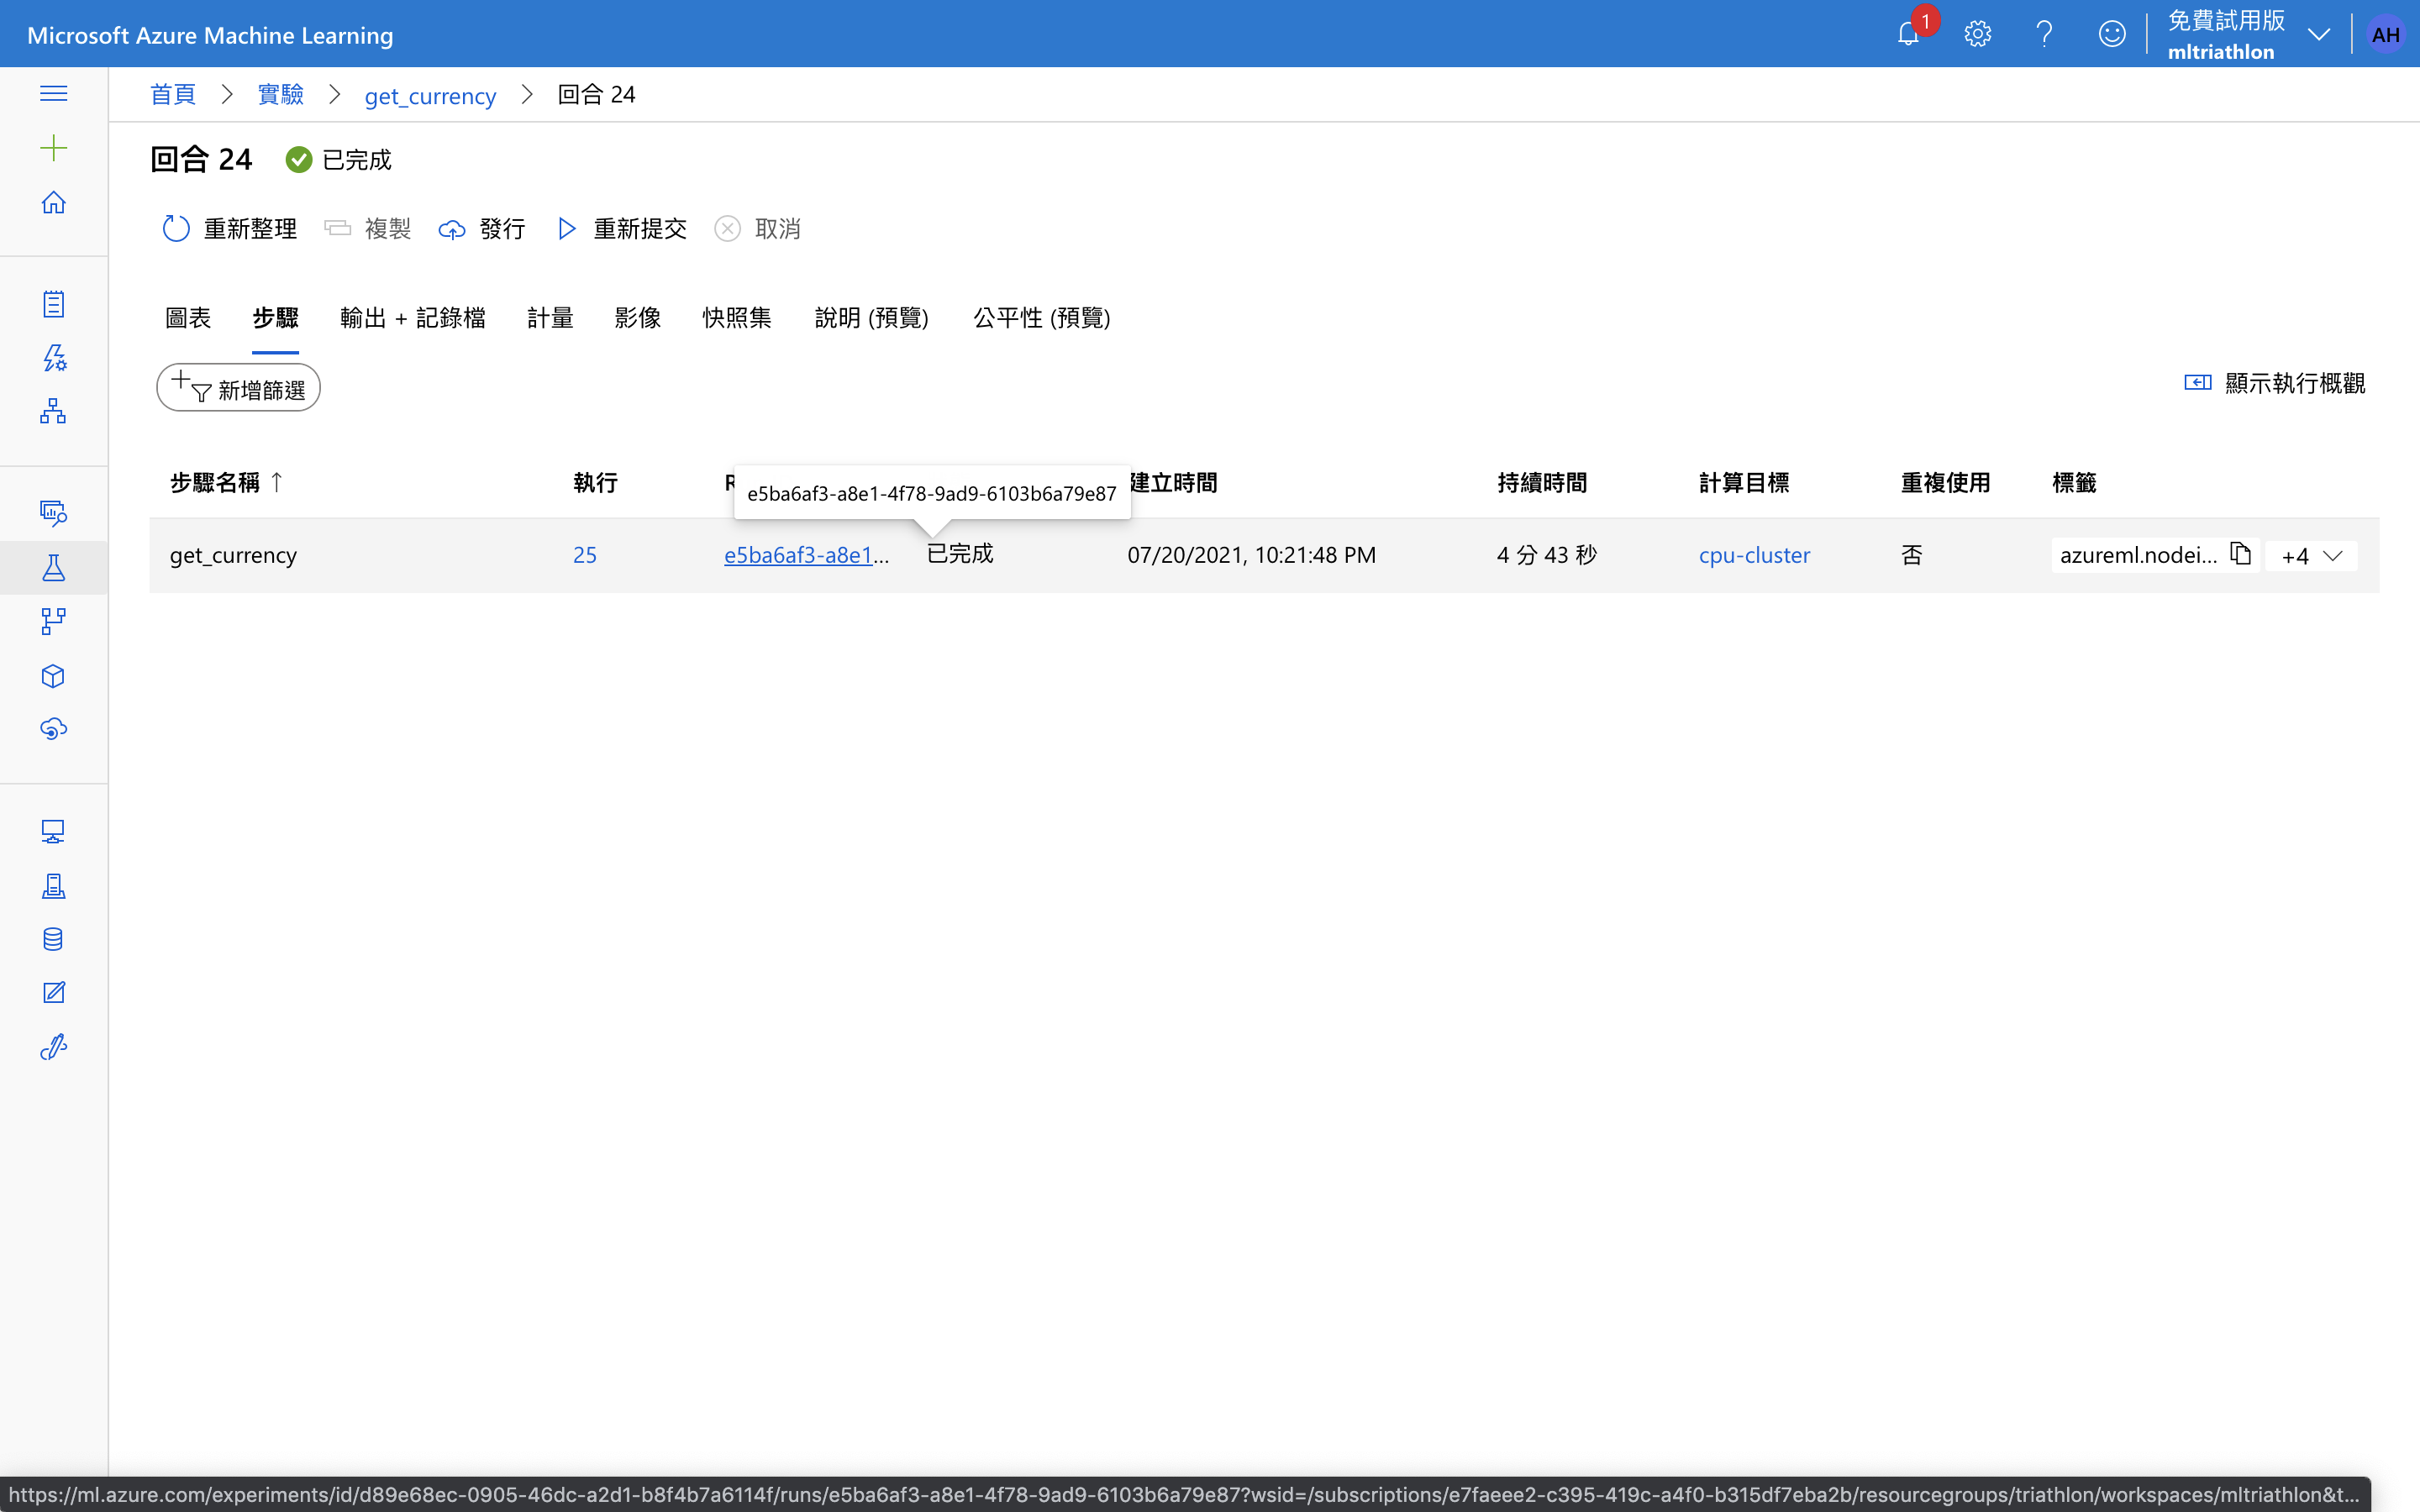 Microsoft Azure Machine Learning
1
免費試用版
mltriathlon
AH
首頁 > 實驗 > get_currency > 回合 24
回合 24 已完成
重新整理 複製 發行 重新提交 取消
圖表 步驟 輸出 + 記錄檔 計量 影像 快照集 說明 (預覽) 公平性 (預覽)
新增篩選
顯示執行概觀
步驟名稱 ↑ 執行 建立時間 持續時間 計算目標 重複使用 標籤
e5ba6af3-a8e1-4f78-9ad9-6103b6a79e87
get_currency 25 e5ba6af3-a8e1... 已完成 07/20/2021, 10:21:48 PM 4 分 43 秒 cpu-cluster 否 azureml.nodei... +4
https://ml.azure.com/experiments/id/d89e68ec-0905-46dc-a2d1-b8f4b7a6114f/runs/e5ba6af3-a8e1-4f78-9ad9-6103b6a79e87?wsid=/subscriptions/e7faeee2-c395-419c-a4f0-b315df7eba2b/resourcegroups/triathlon/workspaces/mltriathlon&t...